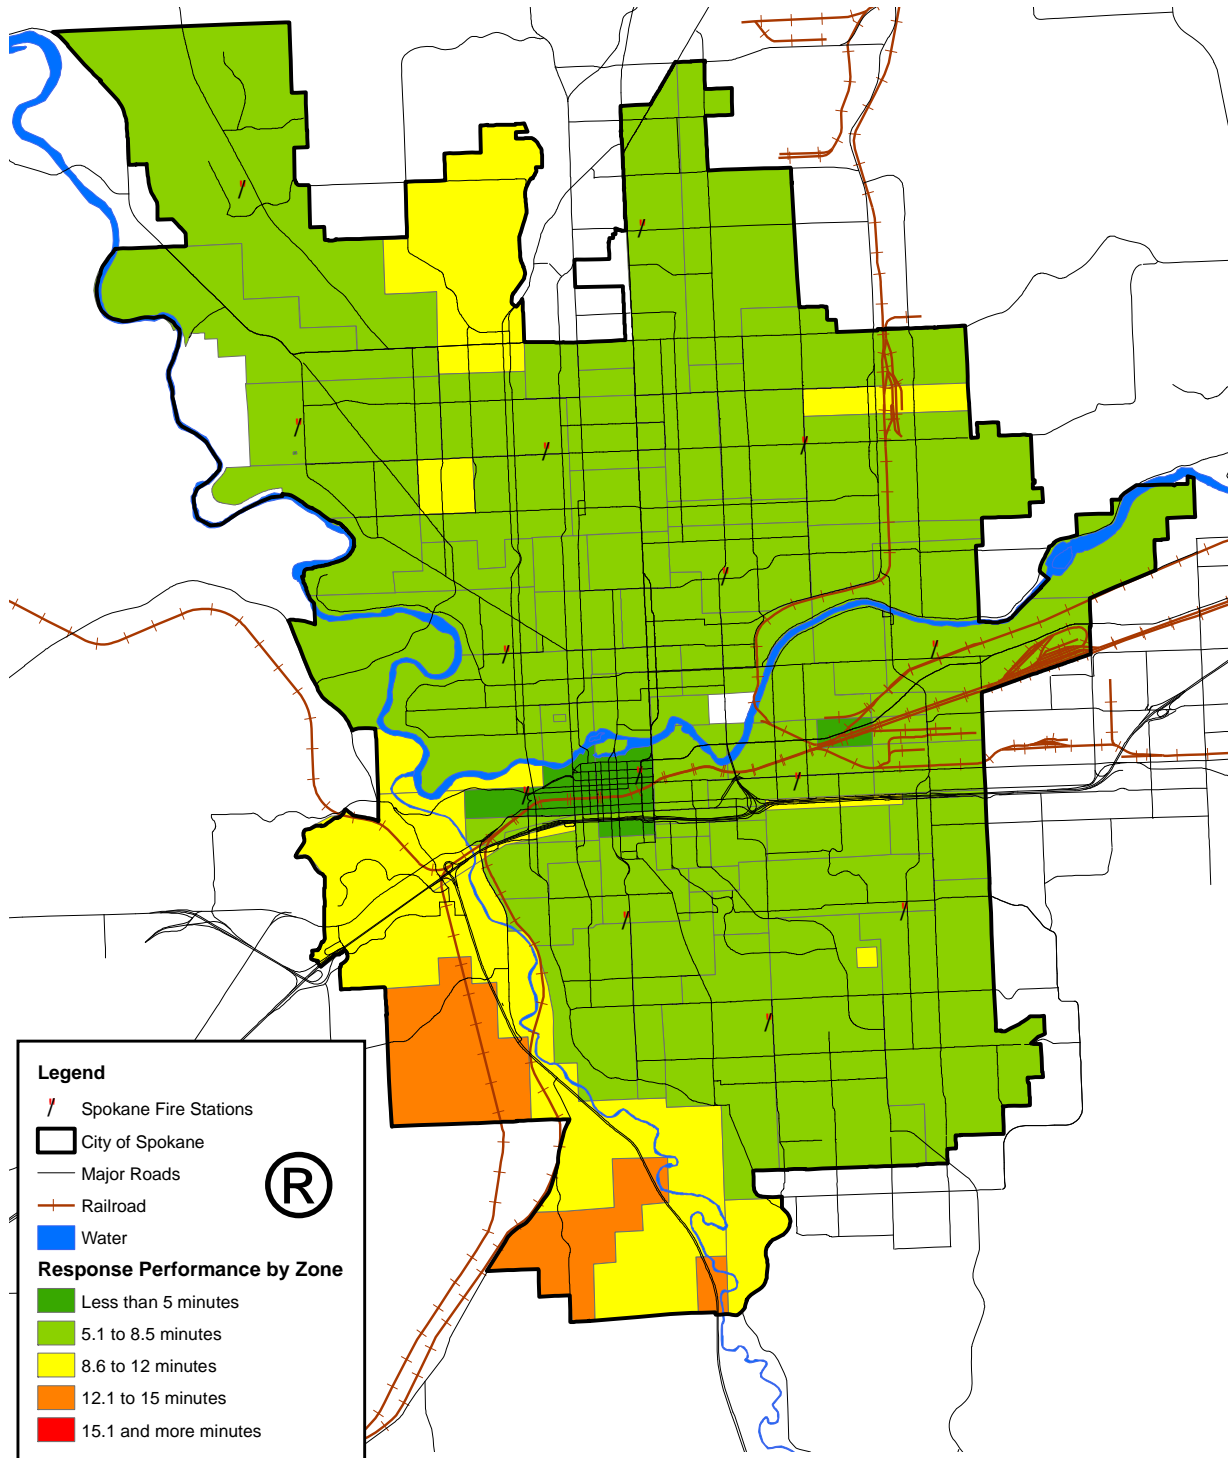 Legend
Spokane Fire Stations
City of Spokane
Major Roads
Railroad
Water
®
Response Performance by Zone
Less than 5 minutes
5.1 to 8.5 minutes
8.6 to 12 minutes
12.1 to 15 minutes
15.1 and more minutes